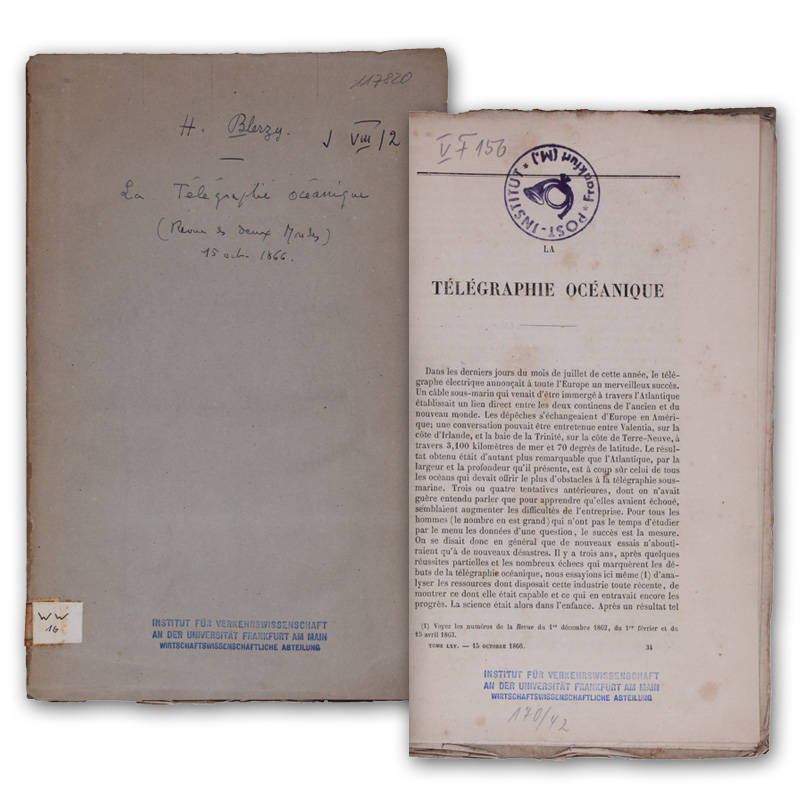 117820
H. Blerzy.
VIII/2
La Télégraphie océanique
(Revue des deux Mondes)
15 octr. 1866.
WW
16
INSTITUT FÜR VERKEHRSWISSENSCHAFT
AN DER UNIVERSITÄT FRANKFURT AM MAIN
WIRTSCHAFTSWISSENSCHAFTLICHE ABTEILUNG
V F 156
POST-INSTITUT * Frankfurt (M.) *
LA
TÉLÉGRAPHIE OCÉANIQUE
Dans les derniers jours du mois de juillet de cette année, le télé-
graphe électrique annonçait à toute l'Europe un merveilleux succès.
Un câble sous-marin qui venait d'être immergé à travers l'Atlantique
établissait un lien direct entre les deux continens de l'ancien et du
nouveau monde. Les dépêches s'échangeaient d'Europe en Améri-
que; une conversation pouvait être entretenue entre Valentia, sur la
côte d'Irlande, et la baie de la Trinité, sur la côte de Terre-Neuve, à
travers 3,100 kilomètres de mer et 70 degrés de latitude. Le résul-
tat obtenu était d'autant plus remarquable que l'Atlantique, par la
largeur et la profondeur qu'il présente, est à coup sûr celui de tous
les océans qui devait offrir le plus d'obstacles à la télégraphie sous-
marine. Trois ou quatre tentatives antérieures, dont on n'avait
guère entendu parler que pour apprendre qu'elles avaient échoué,
semblaient augmenter les difficultés de l'entreprise. Pour tous les
hommes (le nombre en est grand) qui n'ont pas le temps d'étudier
par le menu les données d'une question, le succès est la mesure.
On se disait donc en général que de nouveaux essais n'abouti-
raient qu'à de nouveaux désastres. Il y a trois ans, après quelques
réussites partielles et les nombreux échecs qui marquèrent les dé-
buts de la télégraphie océanique, nous essayions ici même (1) d'ana-
lyser les ressources dont disposait cette industrie toute récente, de
montrer ce dont elle était capable et ce qui en entravait encore les
progrès. La science était alors dans l'enfance. Après un résultat tel
(1) Voyez les numéros de la Revue du 1er décembre 1862, du 1er février et du
15 avril 1863.
TOME LXV. — 15 OCTOBRE 1866. 34
INSTITUT FÜR VERKEHRSWISSENSCHAFT
AN DER UNIVERSITÄT FRANKFURT AM MAIN
WIRTSCHAFTSWISSENSCHAFTLICHE ABTEILUNG
170/42